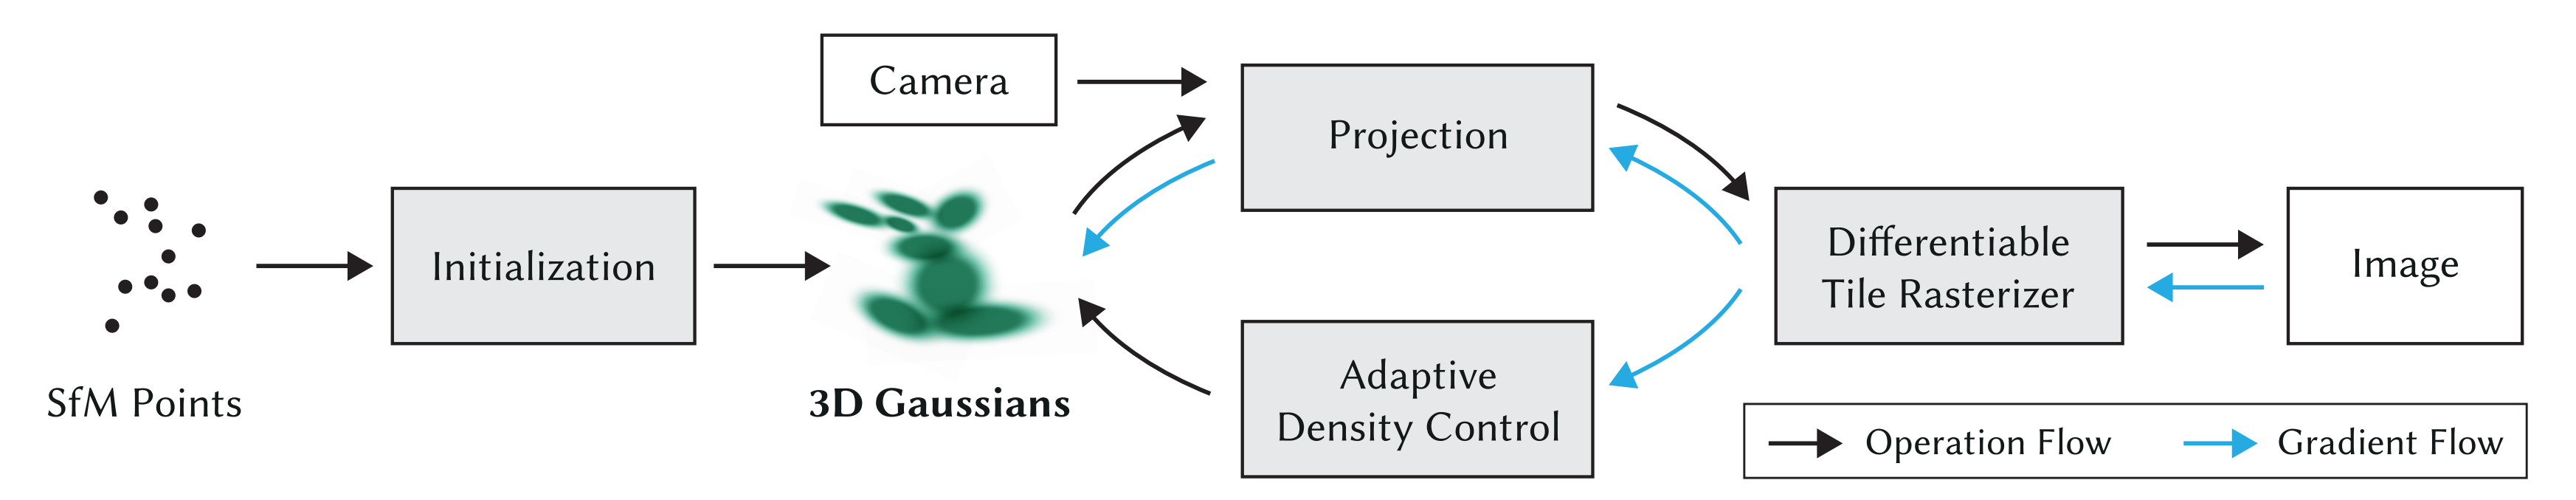 Camera
Projection
Initialization
Differentiable
Tile Rasterizer
Image
Adaptive
Density Control
SfM Points
3D Gaussians
Operation Flow
Gradient Flow